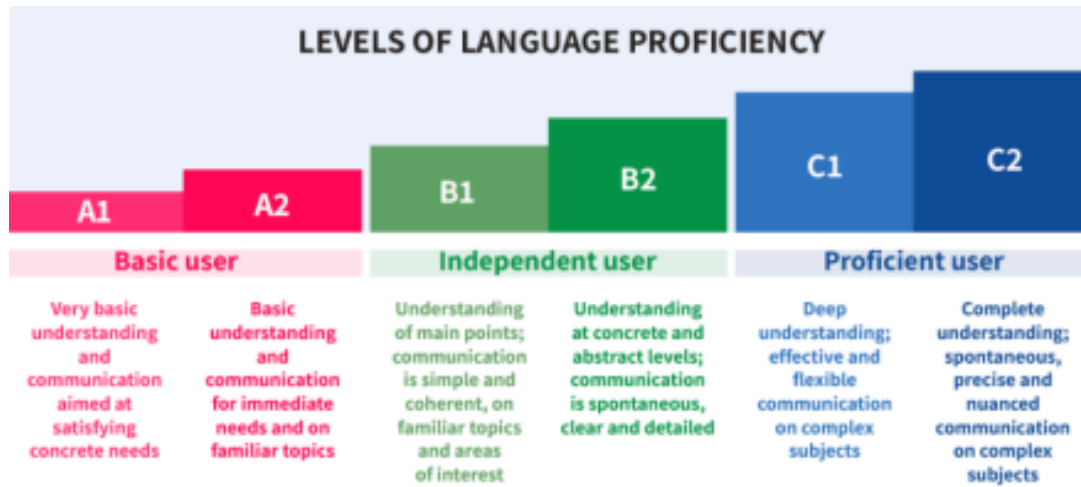 LEVELS OF LANGUAGE PROFICIENCY
A1
A2
B1
B2
C1
C2
Basic user
Independent user
Proficient user
Very basic
understanding
and
communication
aimed at
satisfying
concrete needs
Basic
understanding
and
communication
for immediate
needs and on
familiar topics
Understanding
of main points;
communication
is simple and
coherent, on
familiar topics
and areas
of interest
Understanding
at concrete and
abstract levels;
communication
is spontaneous,
clear and detailed
Deep
understanding;
effective and
flexible
communication
on complex
subjects
Complete
understanding;
spontaneous,
precise and
nuanced
communication
on complex
subjects